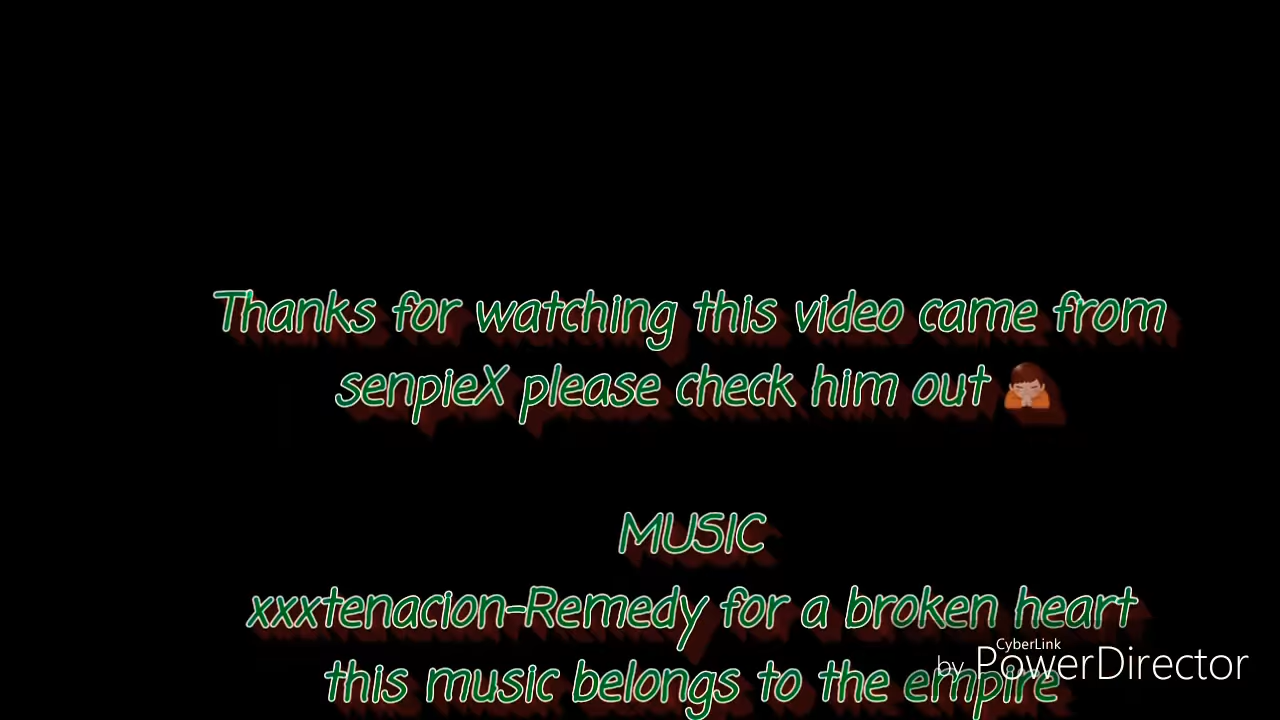 Thanks for watching this video came from
senpieX please check him out 🙏
MUSIC
xxxtenacion-Remedy for a broken heart
this music belongs to the empire
CyberLink
by PowerDirector